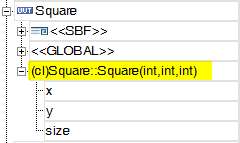 UUT Square
<<SBF>>
<<GLOBAL>>
(cl)Square::Square(int,int,int)
x
y
size